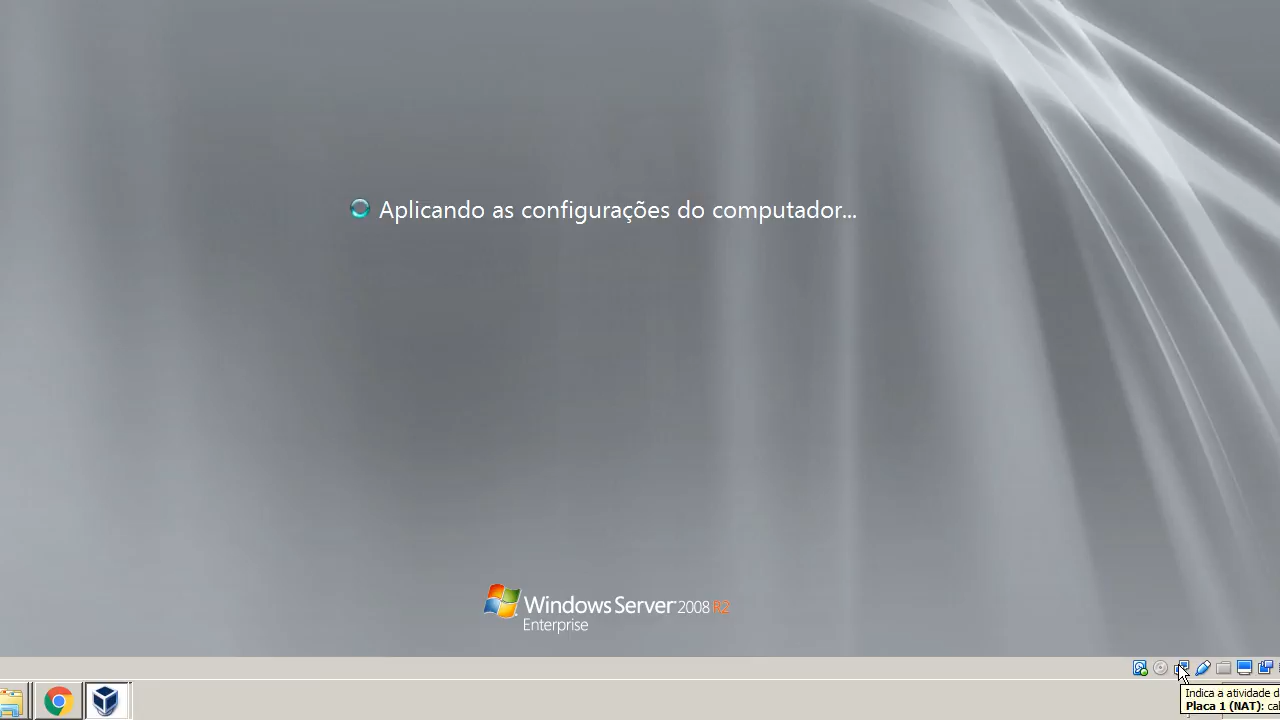 Aplicando as configurações do computador...
Windows Server 2008 R2
Enterprise
Indica a atividade d
Placa 1 (NAT): ca